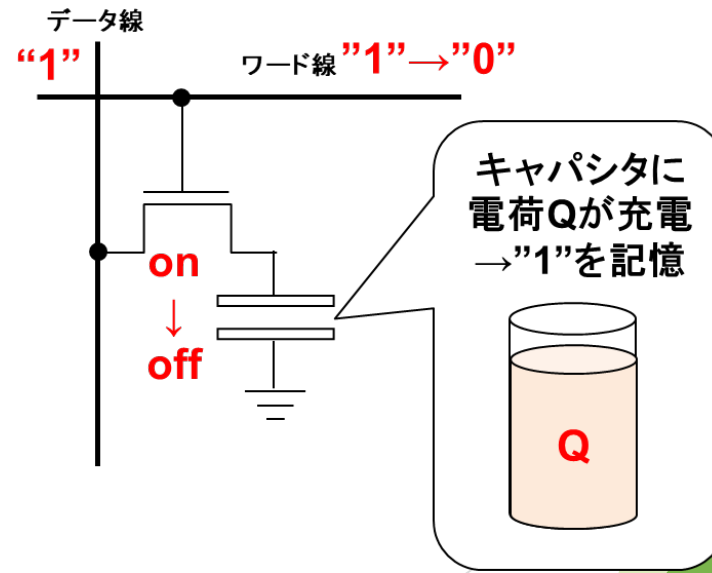 データ線
“1”
ワード線 ”1”→”0”
on
↓
off
キャパシタに
電荷Qが充電
→”1”を記憶
Q